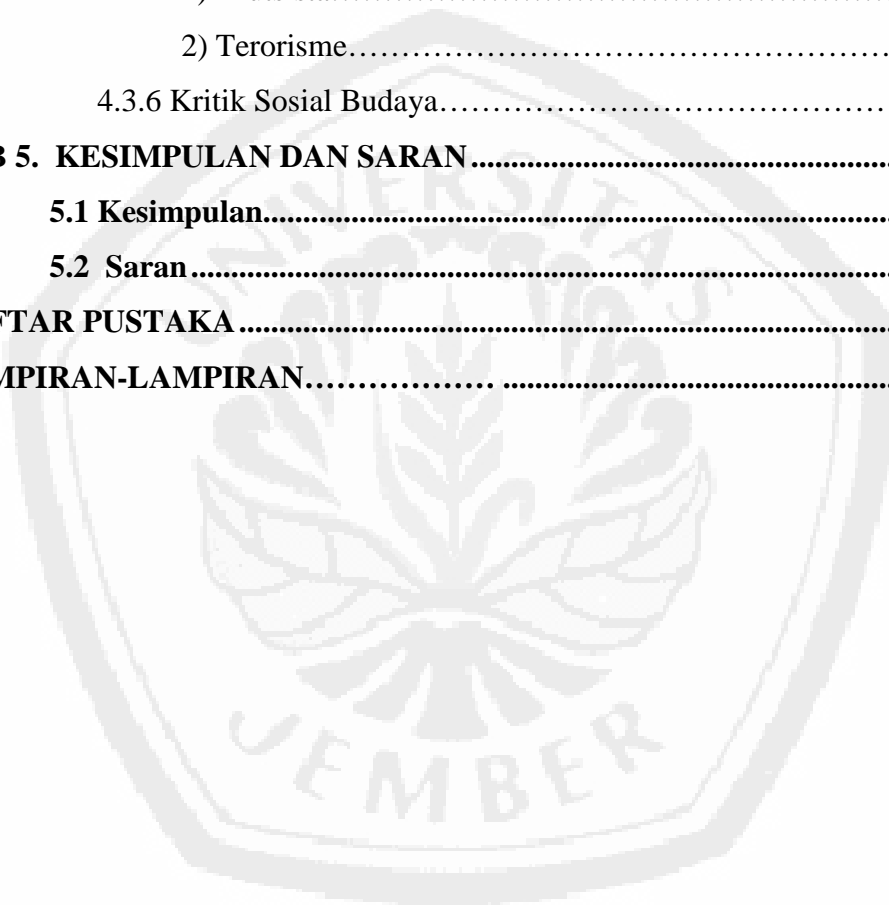 2) Terorisme……………………………………………
4.3.6 Kritik Sosial Budaya……………………………………
5. KESIMPULAN DAN SARAN..........................................................
5.1 Kesimpulan.....................................................................................
5.2 Saran................................................................................................
FTAR PUSTAKA..........................................................................................
MPIRAN-LAMPIRAN……………… ......................................................
UNIVERSITAS
JEMBER